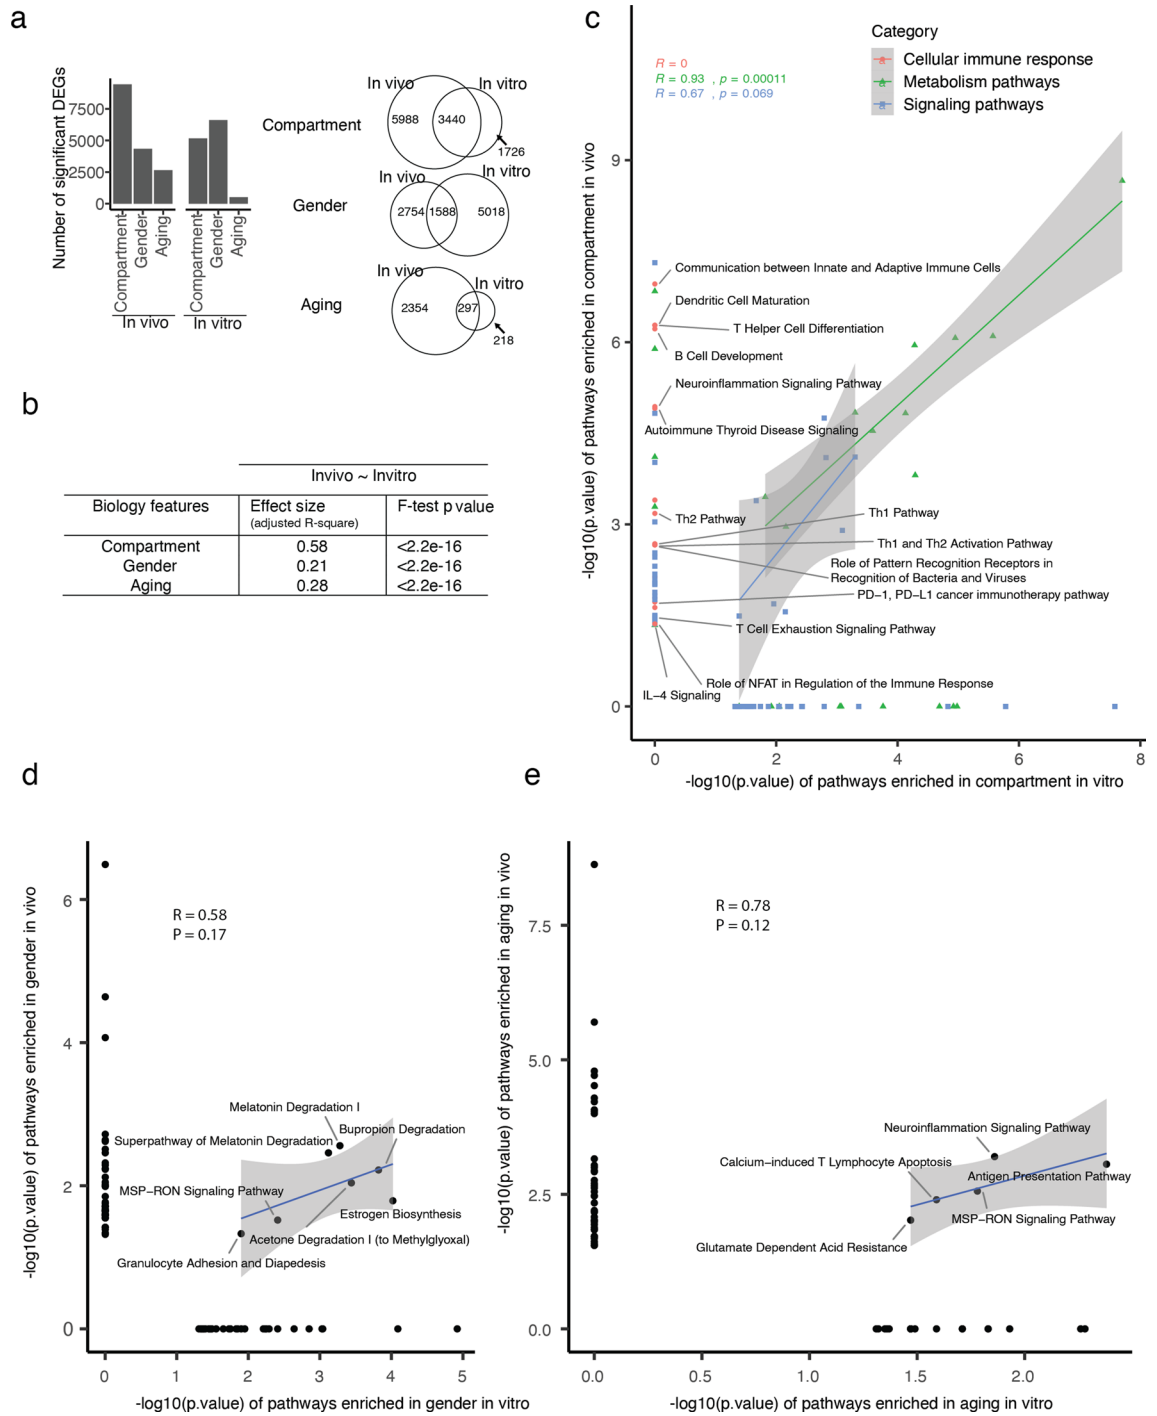 a
Number of significant DEGs
7500
5000
2500
0
Compartment
Gender
Aging
Compartment
Gender
Aging
In vivo
In vitro
Compartment
In vivo
In vitro
5988
3440
1726
Gender
In vivo
In vitro
2754
1588
5018
Aging
In vivo
In vitro
2354
297
218
b
Invivo ~ Invitro
Biology features
Effect size
(adjusted R-square)
F-test p value
Compartment
0.58
<2.2e-16
Gender
0.21
<2.2e-16
Aging
0.28
<2.2e-16
c
Category
Cellular immune response
Metabolism pathways
Signaling pathways
R = 0
R = 0.93 , p = 0.00011
R = 0.67 , p = 0.069
-log10(p.value) of pathways enriched in compartment in vivo
9
6
3
0
Communication between Innate and Adaptive Immune Cells
Dendritic Cell Maturation
T Helper Cell Differentiation
B Cell Development
Neuroinflammation Signaling Pathway
Autoimmune Thyroid Disease Signaling
Th2 Pathway
Th1 Pathway
Th1 and Th2 Activation Pathway
Role of Pattern Recognition Receptors in
Recognition of Bacteria and Viruses
PD−1, PD−L1 cancer immunotherapy pathway
T Cell Exhaustion Signaling Pathway
Role of NFAT in Regulation of the Immune Response
IL−4 Signaling
0
2
4
6
8
-log10(p.value) of pathways enriched in compartment in vitro
d
-log10(p.value) of pathways enriched in gender in vivo
6
4
2
0
R = 0.58
P = 0.17
Melatonin Degradation I
Bupropion Degradation
Superpathway of Melatonin Degradation
MSP−RON Signaling Pathway
Estrogen Biosynthesis
Acetone Degradation I (to Methylglyoxal)
Granulocyte Adhesion and Diapedesis
0
1
2
3
4
5
-log10(p.value) of pathways enriched in gender in vitro
e
-log10(p.value) of pathways enriched in aging in vivo
7.5
5.0
2.5
0.0
R = 0.78
P = 0.12
Neuroinflammation Signaling Pathway
Calcium−induced T Lymphocyte Apoptosis
Antigen Presentation Pathway
MSP−RON Signaling Pathway
Glutamate Dependent Acid Resistance
0.0
0.5
1.0
1.5
2.0
-log10(p.value) of pathways enriched in aging in vitro